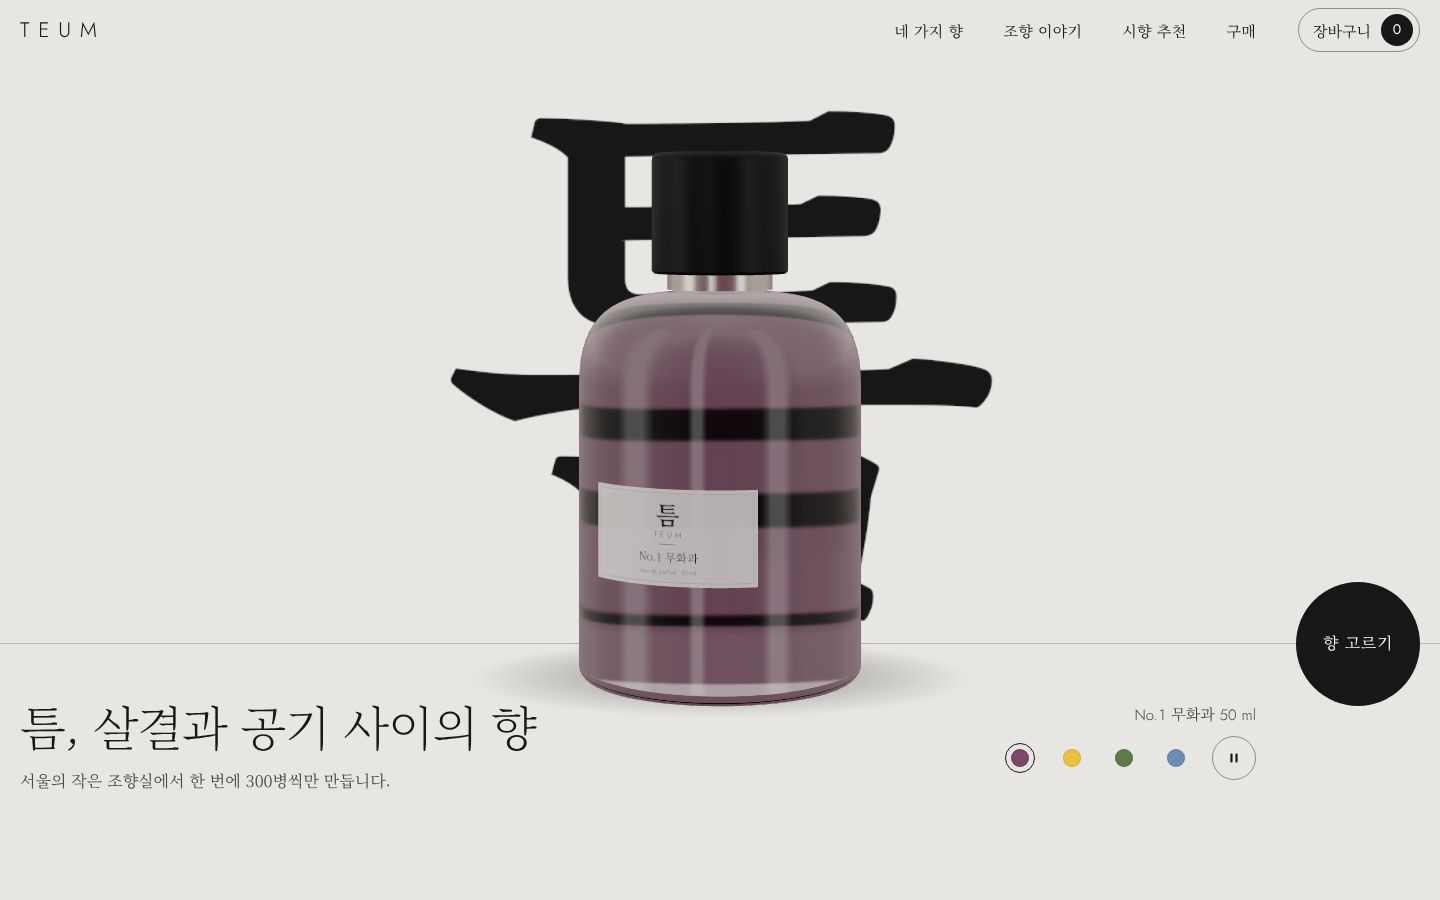 TEUM
네 가지 향
조향 이야기
시향 추천
구매
장바구니 0
틈
틈
TEUM
No.1 무화과
eau de parfum 50 ml
향 고르기
틈, 살결과 공기 사이의 향
서울의 작은 조향실에서 한 번에 300병씩만 만듭니다.
No.1 무화과 50 ml